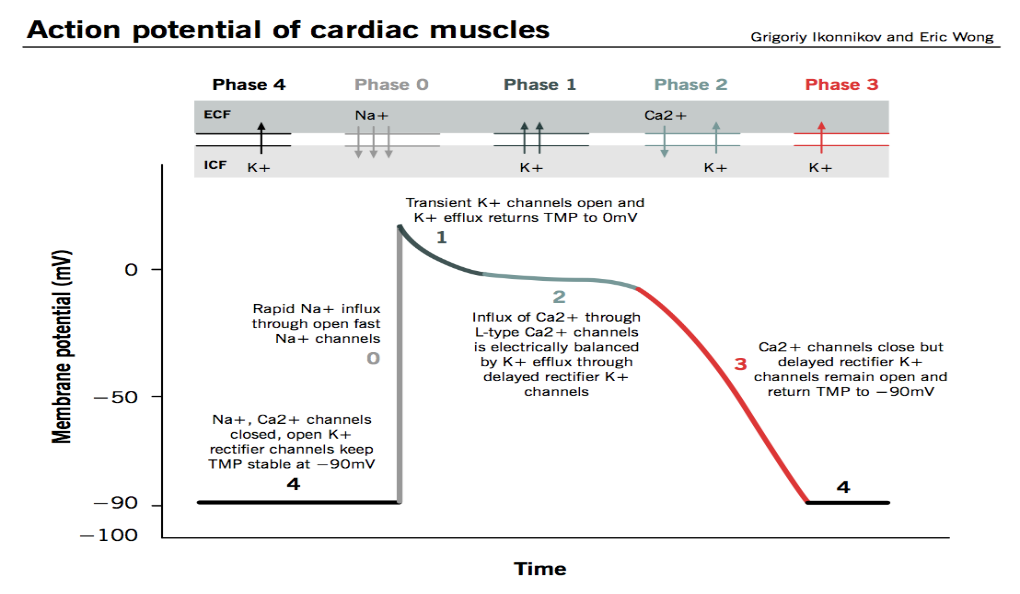 Action potential of cardiac muscles
Grigoriy Ikonnikov and Eric Wong
Phase 4 Phase 0 Phase 1 Phase 2 Phase 3
ECF Na+ Ca2+
ICF K+ K+ K+ K+
Transient K+ channels open and
K+ efflux returns TMP to 0mV
1
Membrane potential (mV)
0
−50
−90
−100
Rapid Na+ influx
through open fast
Na+ channels
0
2
Influx of Ca2+ through
L-type Ca2+ channels
is electrically balanced
by K+ efflux through
delayed rectifier K+
channels
3
Ca2+ channels close but
delayed rectifier K+
channels remain open and
return TMP to −90mV
Na+, Ca2+ channels
closed, open K+
rectifier channels keep
TMP stable at −90mV
4
4
Time